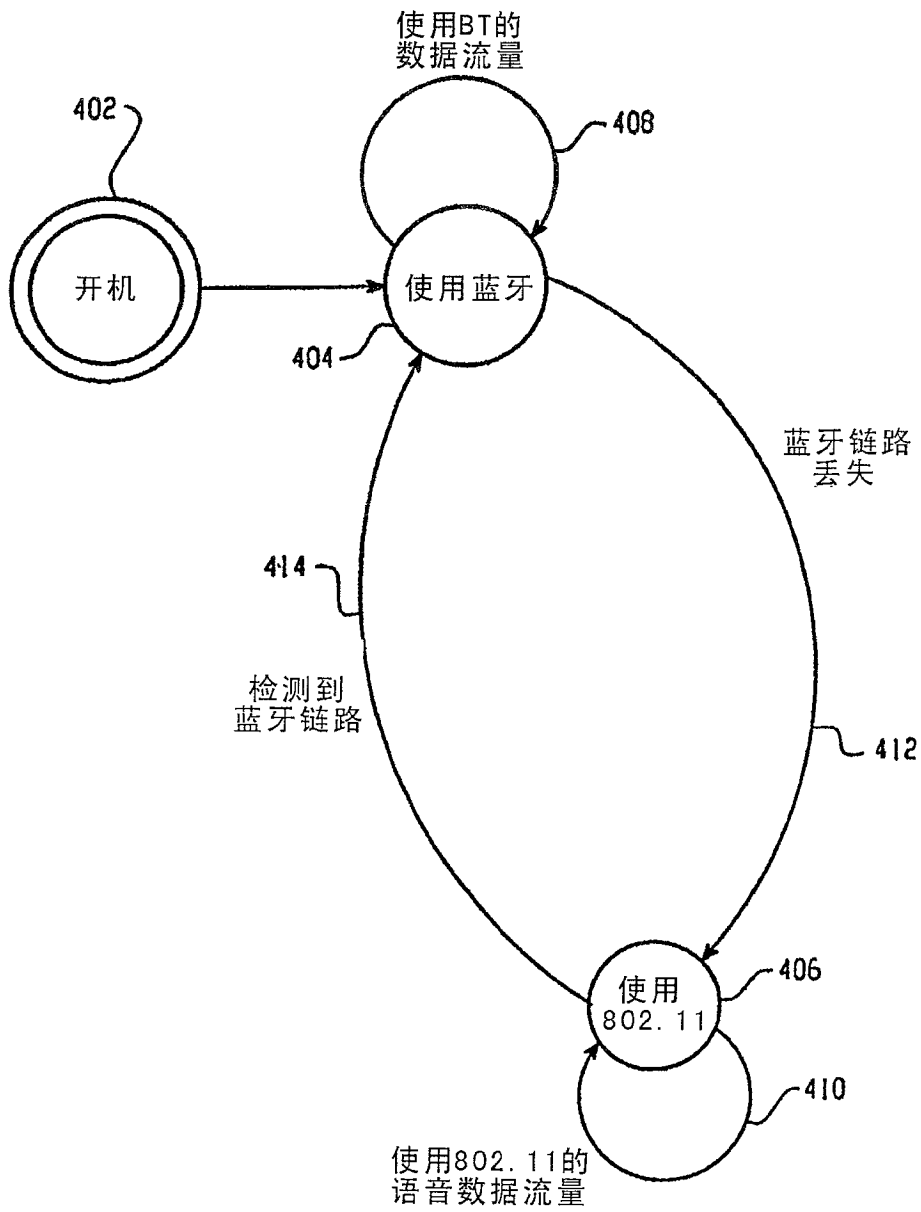 使用BT的
数据流量
402
408
开机
使用蓝牙
404
蓝牙链路
丢失
414
检测到
蓝牙链路
412
使用
802.11
406
410
使用802.11的
语音数据流量